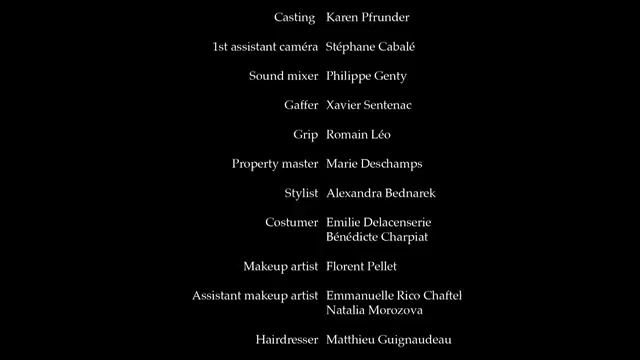 Casting Karen Pfrunder
1st assistant caméra Stéphane Cabalé
Sound mixer Philippe Genty
Gaffer Xavier Sentenac
Grip Romain Léo
Property master Marie Deschamps
Stylist Alexandra Bednarek
Costumer Emilie Delacenserie
Bénédicte Charpiat
Makeup artist Florent Pellet
Assistant makeup artist Emmanuelle Rico Chaftel
Natalia Morozova
Hairdresser Matthieu Guignaudeau